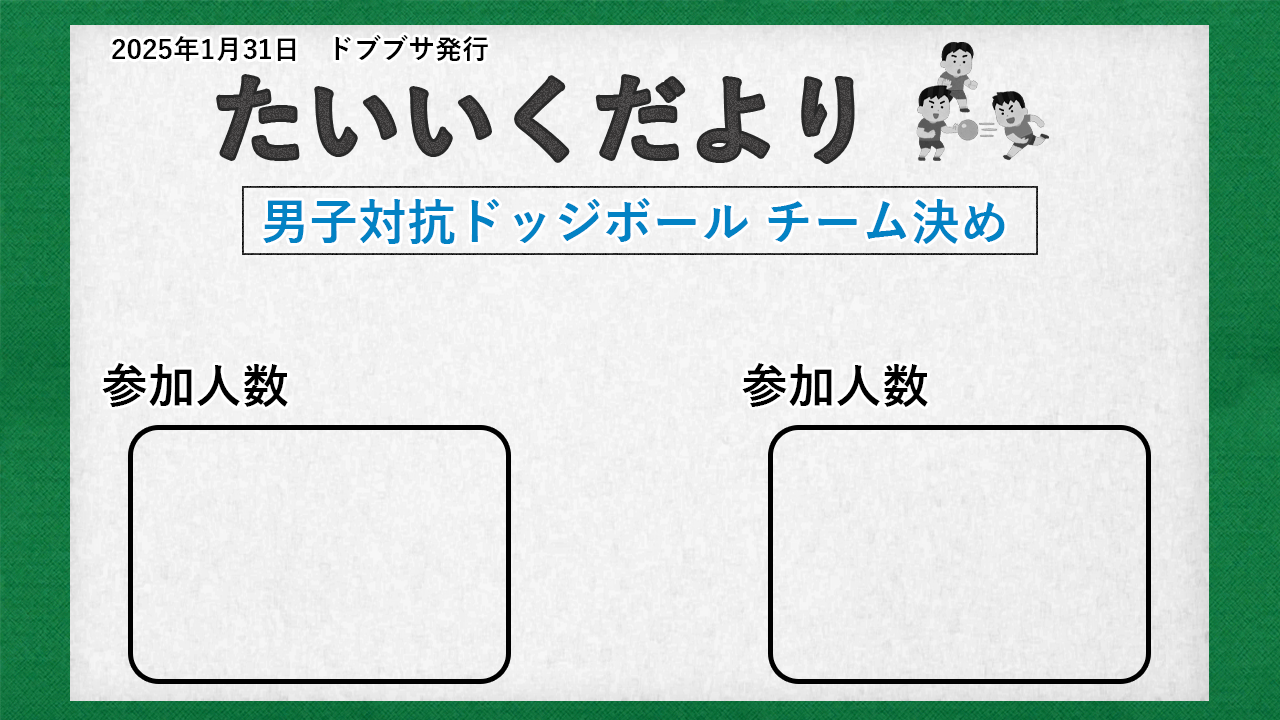 2025年1月31日　ドブブサ発行
たいいくだより
男子対抗ドッジボール チーム決め
参加人数
参加人数